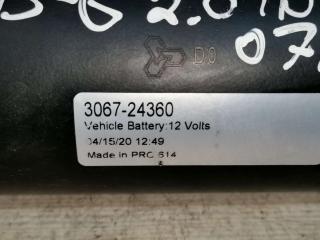 2.0
07
D0
3067-24360
Vehicle Battery:12 Volts
04/15/20 12:49
Made in PRC 614